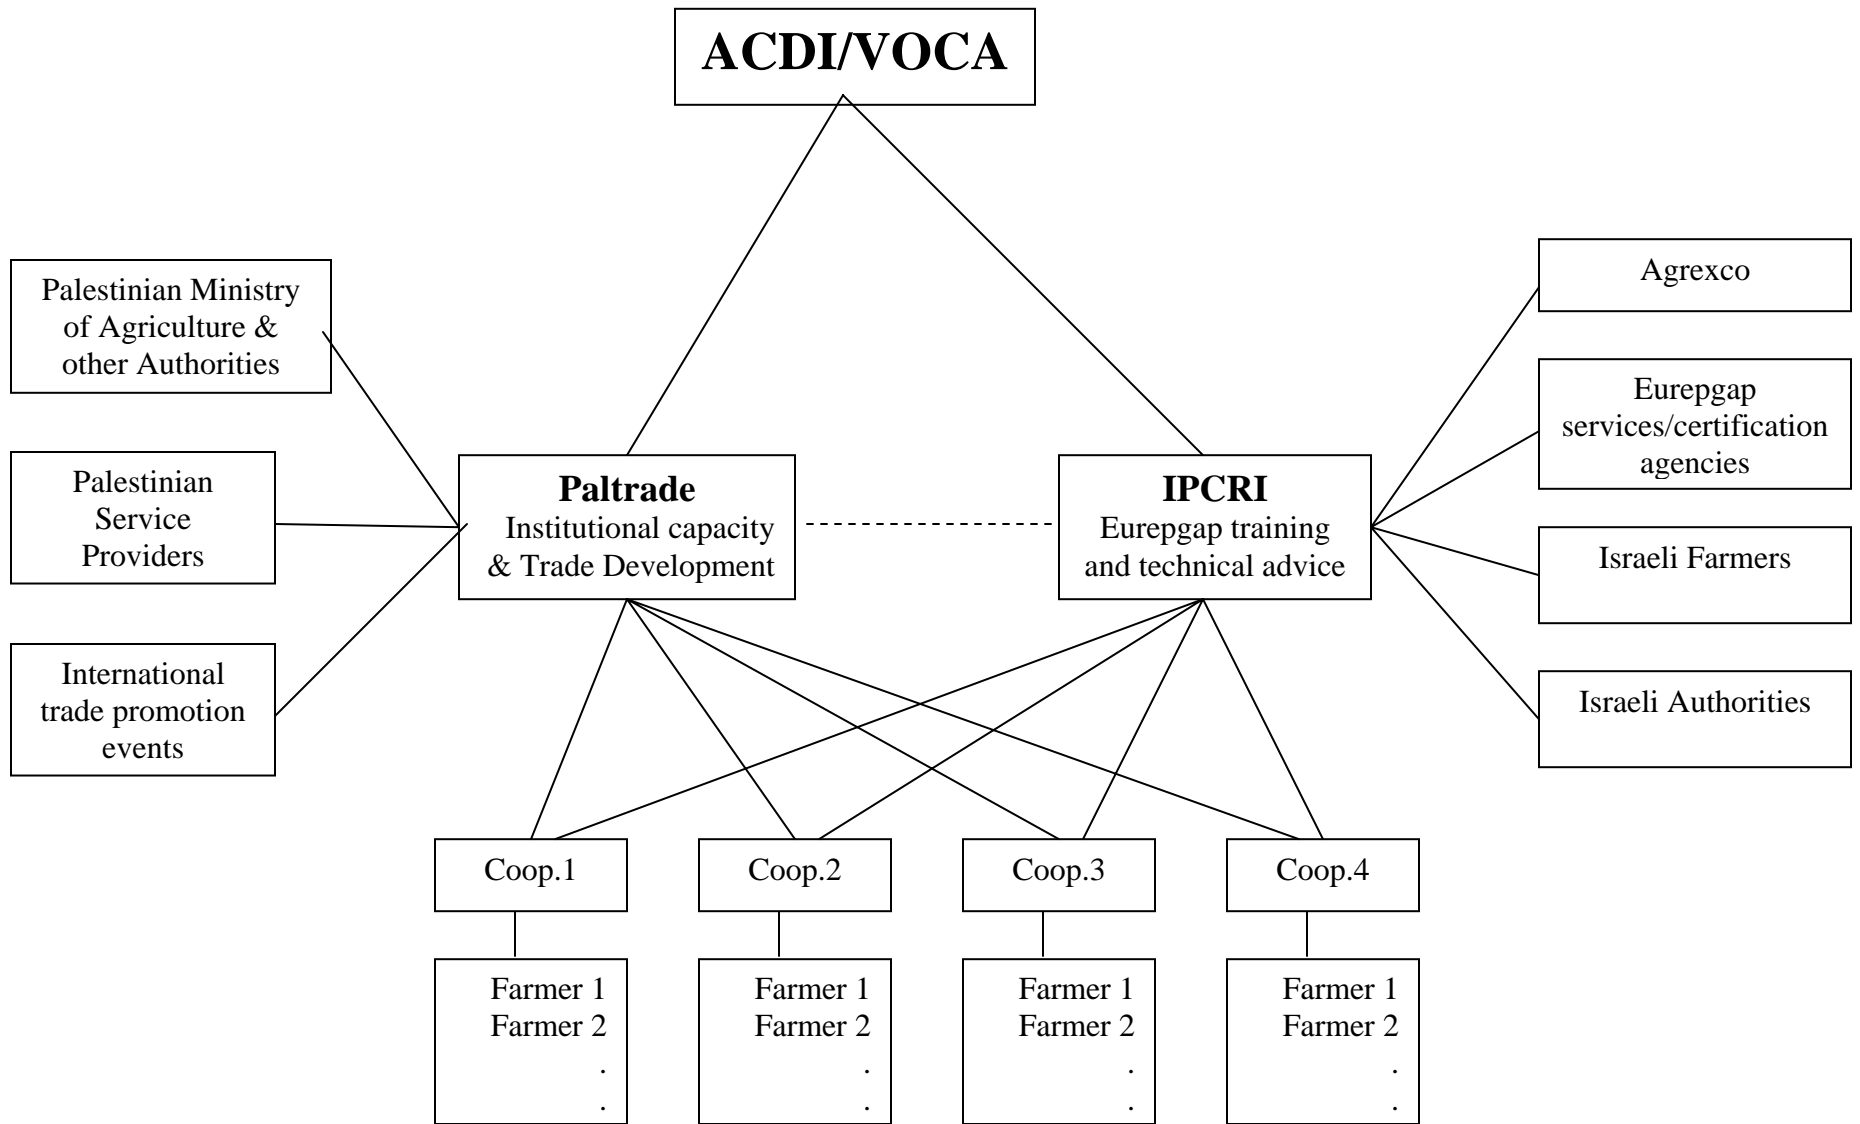 ACDI/VOCA
Palestinian Ministry
of Agriculture &
other Authorities
Palestinian
Service
Providers
International
trade promotion
events
Paltrade
Institutional capacity
& Trade Development
IPCRI
Eurepgap training
and technical advice
Agrexco
Eurepgap
services/certification
agencies
Israeli Farmers
Israeli Authorities
Coop.1
Coop.2
Coop.3
Coop.4
Farmer 1
Farmer 2
.
.
Farmer 1
Farmer 2
.
.
Farmer 1
Farmer 2
.
.
Farmer 1
Farmer 2
.
.